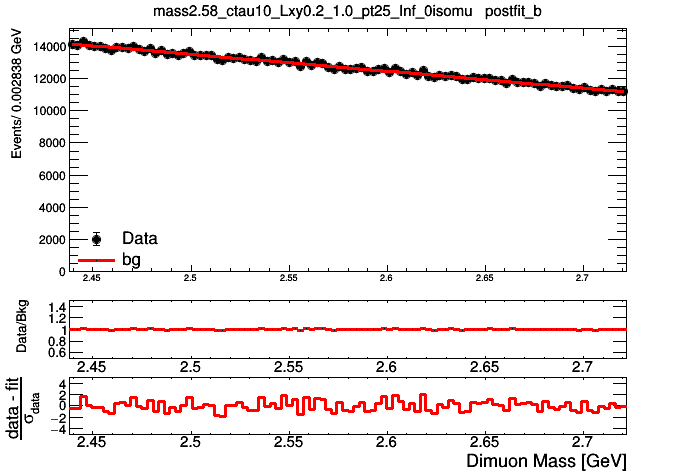 mass2.58_ctau10_Lxy0.2_1.0_pt25_Inf_0isomu postfit_b
Events/ 0.002838 GeV
14000
12000
10000
8000
6000
4000
2000
0
Data
bg
2.45 2.5 2.55 2.6 2.65 2.7
Data/Bkg
1.4
1.2
1
0.8
0.6
2.45 2.5 2.55 2.6 2.65 2.7
data - fit
σdata
4
2
0
−2
−4
2.45 2.5 2.55 2.6 2.65 2.7
Dimuon Mass [GeV]